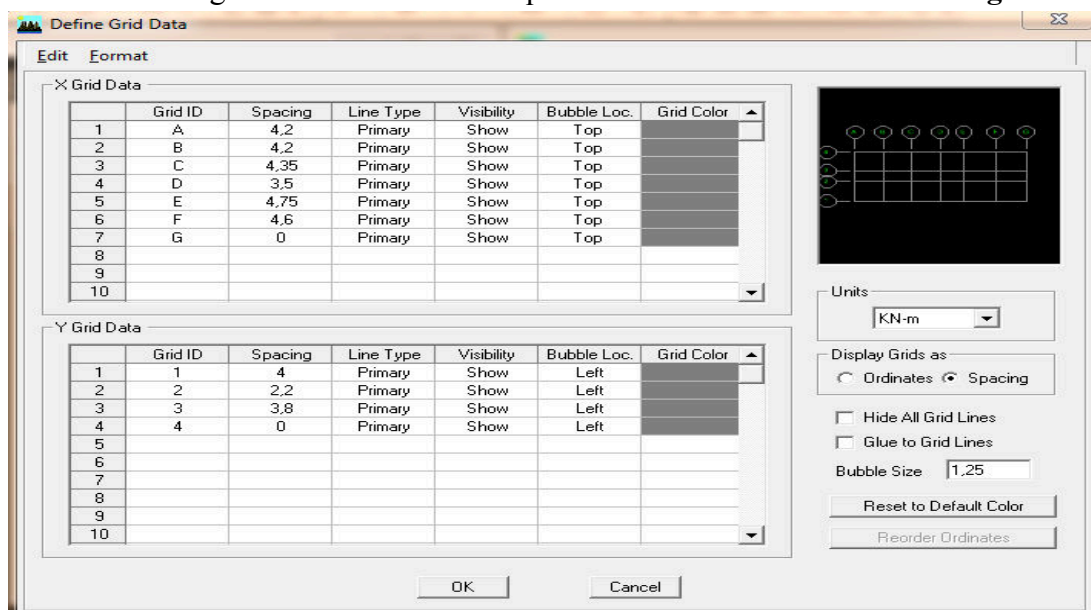 Define Grid Data
Edit Format
X Grid Data
Grid ID Spacing Line Type Visibility Bubble Loc. Grid Color
1 A 4,2 Primary Show Top
2 B 4,2 Primary Show Top
3 C 4,35 Primary Show Top
4 D 3,5 Primary Show Top
5 E 4,75 Primary Show Top
6 F 4,6 Primary Show Top
7 G 0 Primary Show Top
8
9
10
Units
KN-m
Y Grid Data
Grid ID Spacing Line Type Visibility Bubble Loc. Grid Color
1 1 4 Primary Show Left
2 2 2,2 Primary Show Left
3 3 3,8 Primary Show Left
4 4 0 Primary Show Left
5
6
7
8
9
10
Display Grids as
Ordinates Spacing
Hide All Grid Lines
Glue to Grid Lines
Bubble Size 1,25
Reset to Default Color
Reorder Ordinates
OK Cancel